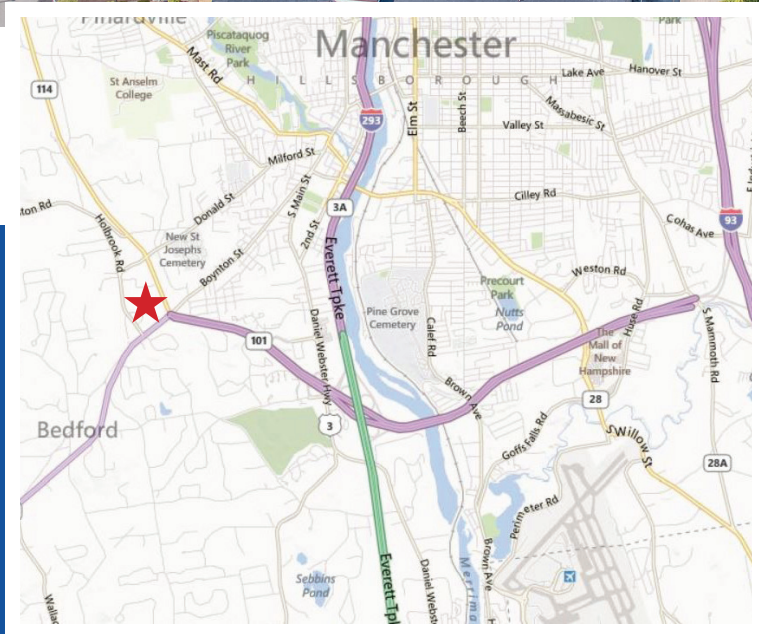 Pinardville
Piscataquog
River
Park
Manchester
Park
HILLSBOROUGH
Lake Ave
Hanover St
Mast Rd
St Anselm
College
114
293
Elm St
Beech St
Massabesic St
Valley St
Milford St
S Main St
Cilley Rd
3A
93
Donald St
2nd St
Cohas Ave
Holbrook Rd
New St
Josephs
Cemetery
Boynton St
Everett Tpke
Weston Rd
Precourt
Park
Nutts
Pond
Pine Grove
Cemetery
Calef Rd
Huse Rd
S Mammoth Rd
The
Mall of
New
Hampshire
101
Daniel Webster Hwy
Brown Ave
28
Bedford
3
Goffs Falls Rd
S Willow St
28A
Perimeter Rd
Brown Ave
Everett Tpk
Daniel Webst
Merrima
Sebbins
Pond
Wallac